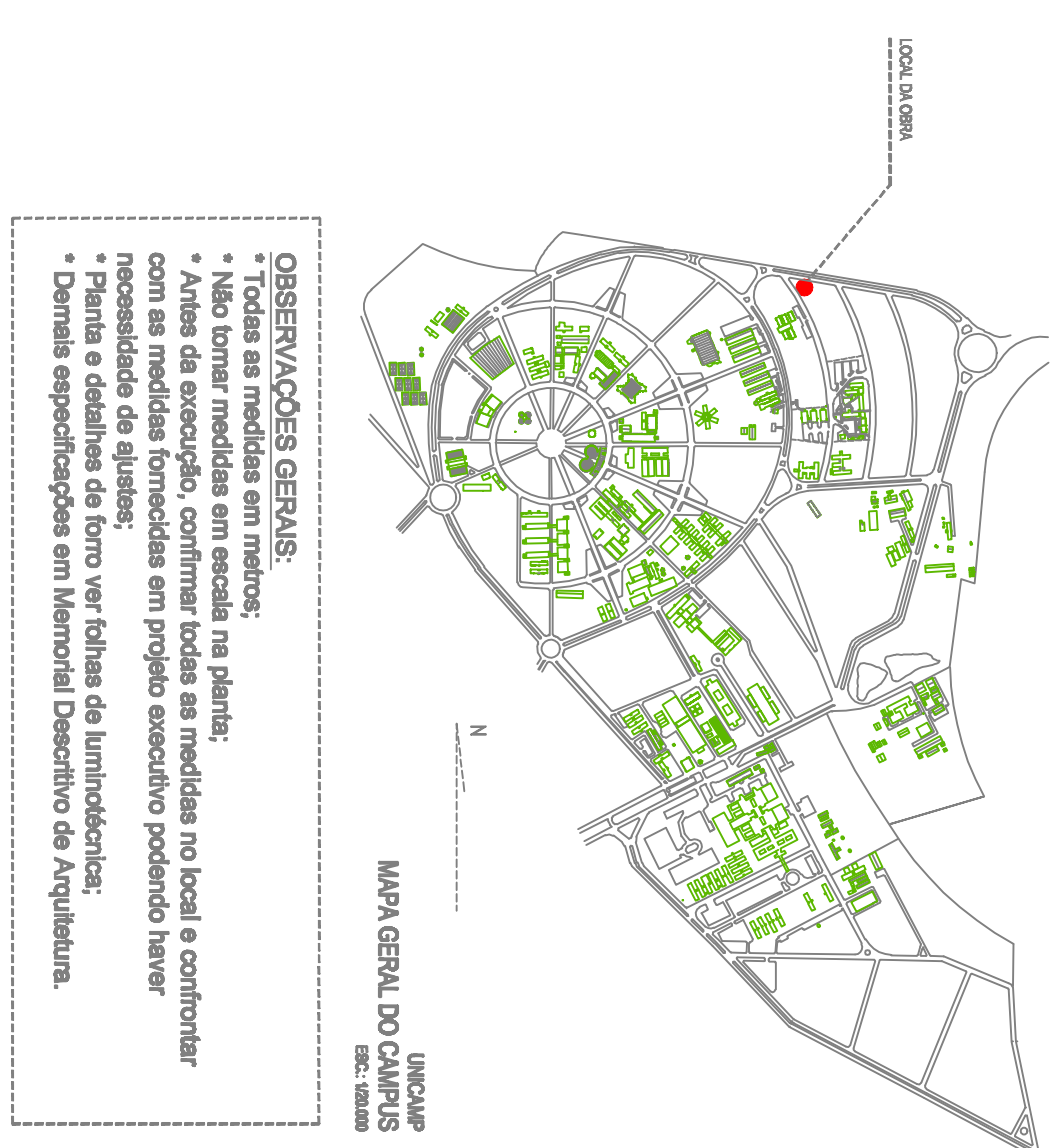 LOCAL DA OBRA
N
UNICAMP
MAPA GERAL DO CAMPUS
ESC.: 1/20.000
OBSERVAÇÕES GERAIS:
* Todas as medidas em metros;
* Não tomar medidas em escala na planta;
* Antes da execução, confirmar todas as medidas no local e confrontar
com as medidas fornecidas em projeto executivo podendo haver
necessidade de ajustes;
* Planta e detalhes de forro ver folhas de luminotécnica;
* Demais especificações em Memorial Descritivo de Arquitetura.